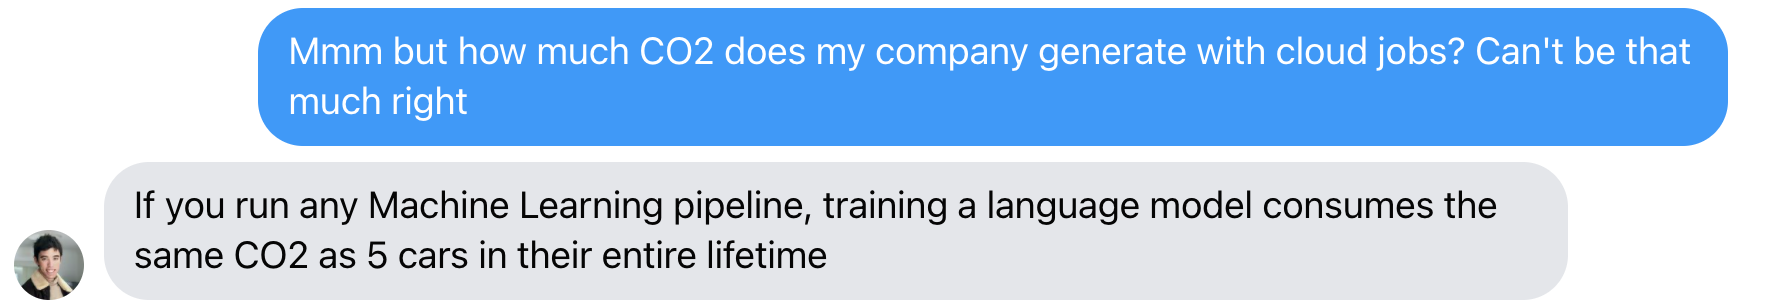 Mmm but how much CO2 does my company generate with cloud jobs? Can't be that
much right
If you run any Machine Learning pipeline, training a language model consumes the
same CO2 as 5 cars in their entire lifetime